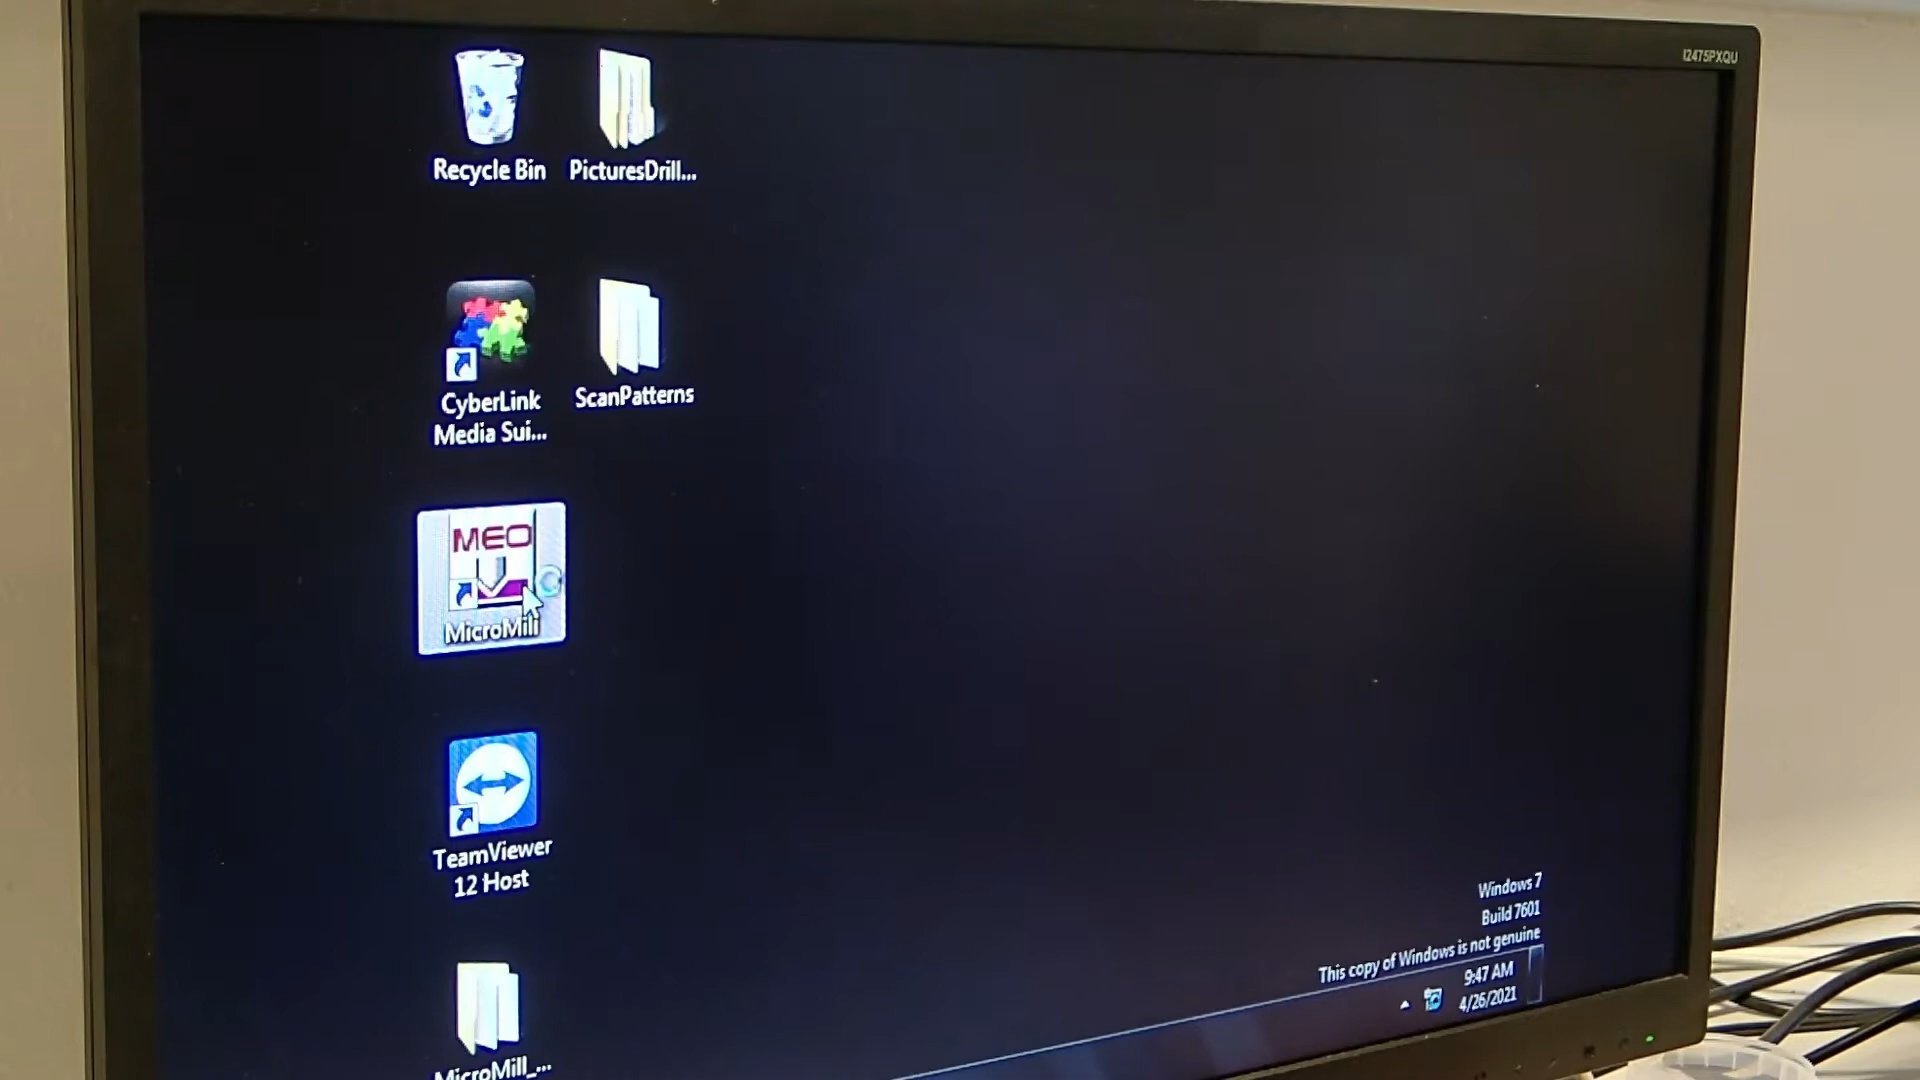 I2475PXQU
Recycle Bin
PicturesDrill...
CyberLink
Media Sui...
ScanPatterns
MEO
MicroMill
TeamViewer
12 Host
MicroMill_...
Windows 7
Build 7601
This copy of Windows is not genuine
9:47 AM
4/26/2021